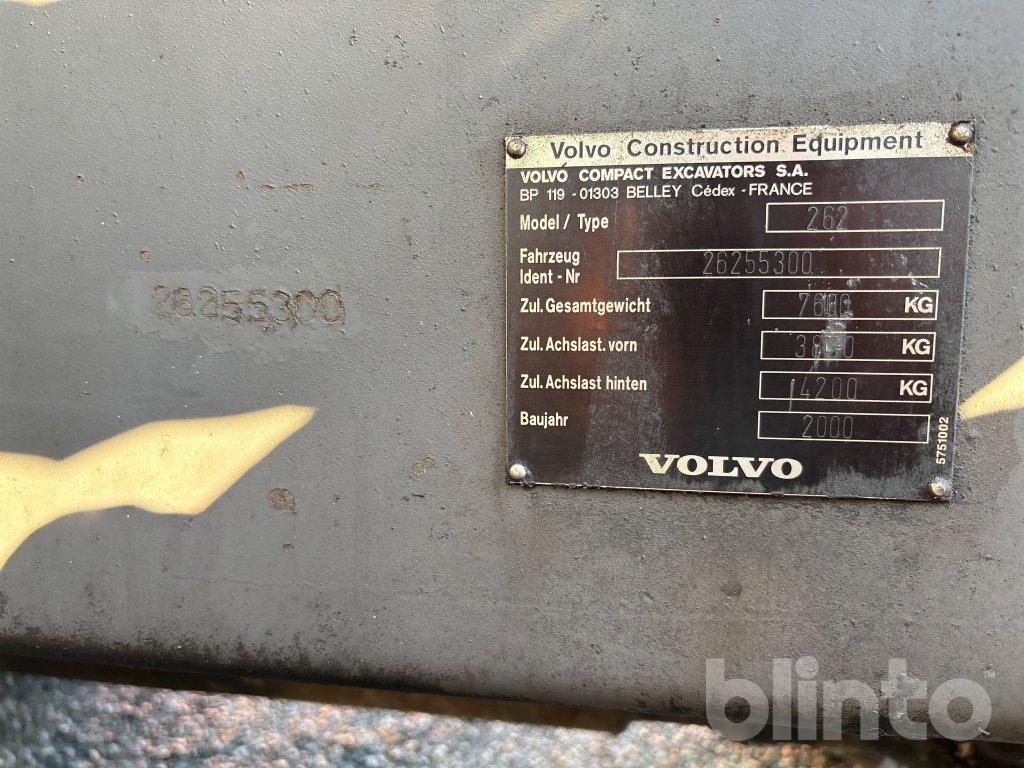 Volvo Construction Equipment
VOLVO COMPACT EXCAVATORS S.A.
BP 119 - 01303 BELLEY Cédex - FRANCE
Model / Type 262
Fahrzeug
Ident - Nr 26255300
Zul. Gesamtgewicht 7600 KG
Zul. Achslast. vorn KG
Zul. Achslast hinten 4200 KG
Baujahr 2000
VOLVO
5751002
26255300
blinto